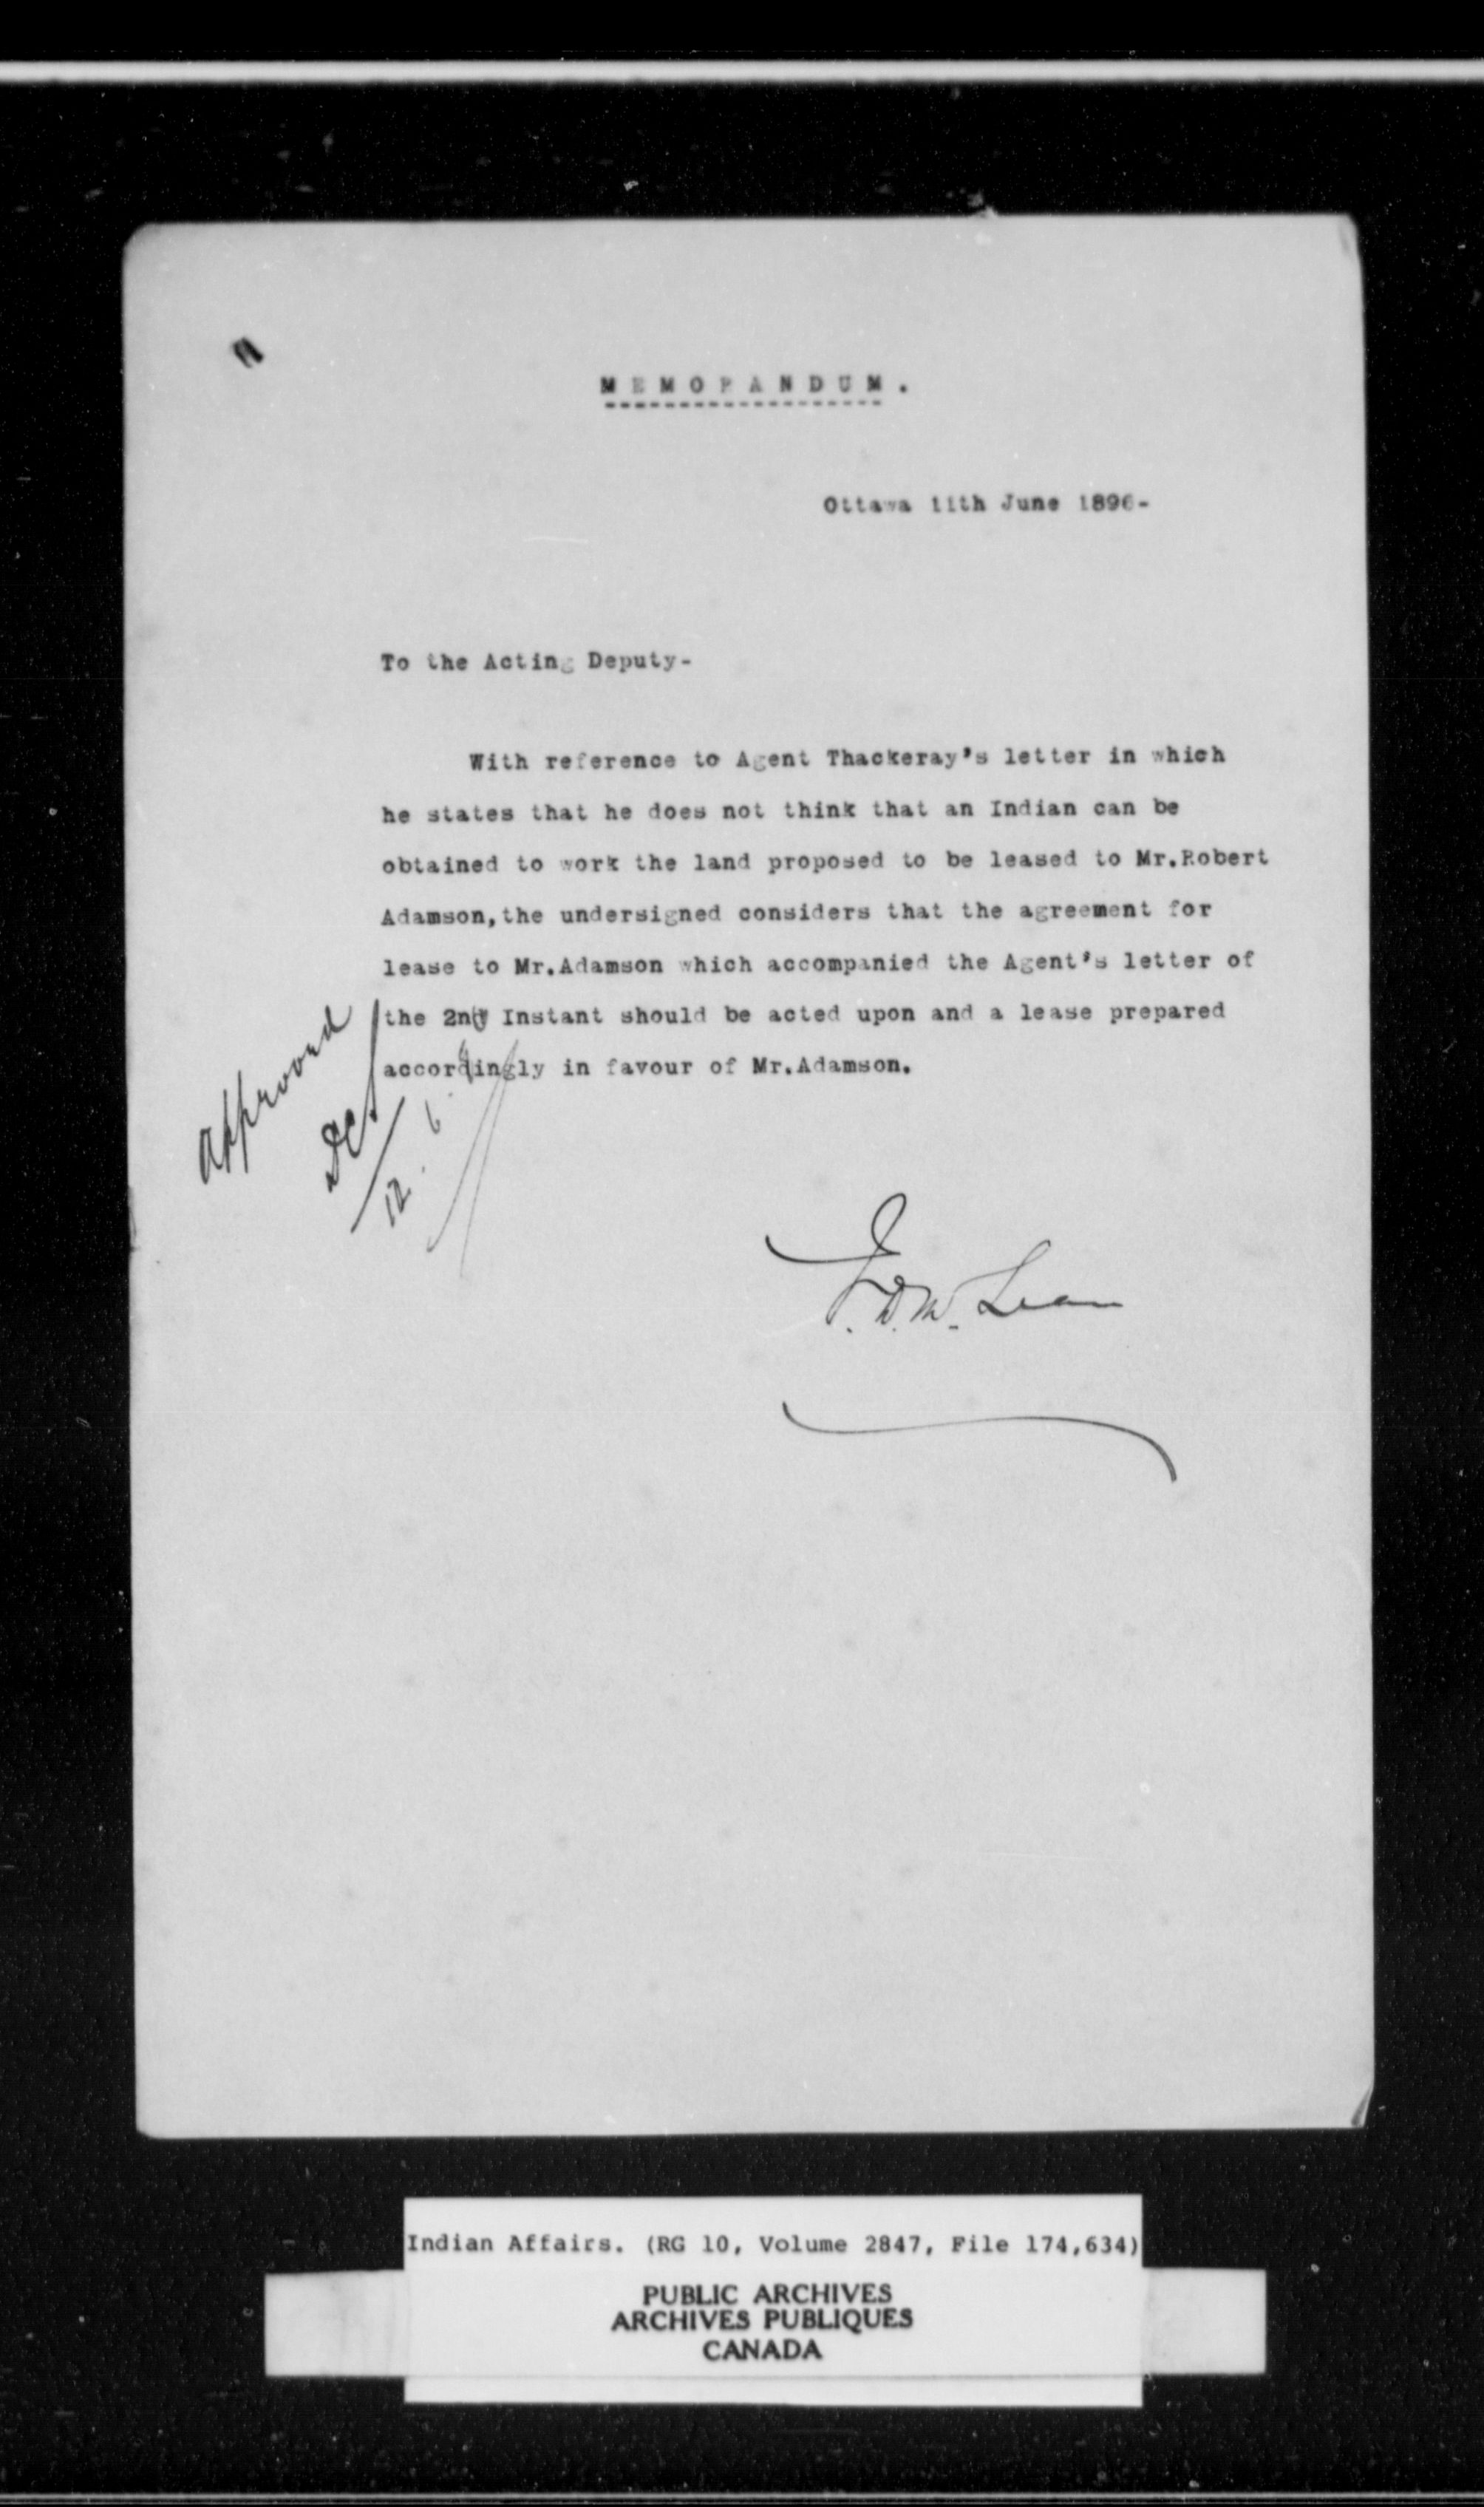 MEMORANDUM.
Ottawa 11th June 1896-
To the Acting Deputy-
With reference to Agent Thackeray's letter in which
he states that he does not think that an Indian can be
obtained to work the land proposed to be leased to Mr.Robert
Adamson,the undersigned considers that the agreement for
lease to Mr.Adamson which accompanied the Agent's letter of
the 2nd Instant should be acted upon and a lease prepared
accordingly in favour of Mr.Adamson.
Approved
DCS
12.6.
J.D.McLean
Indian Affairs. (RG 10, Volume 2847, File 174,634)
PUBLIC ARCHIVES
ARCHIVES PUBLIQUES
CANADA